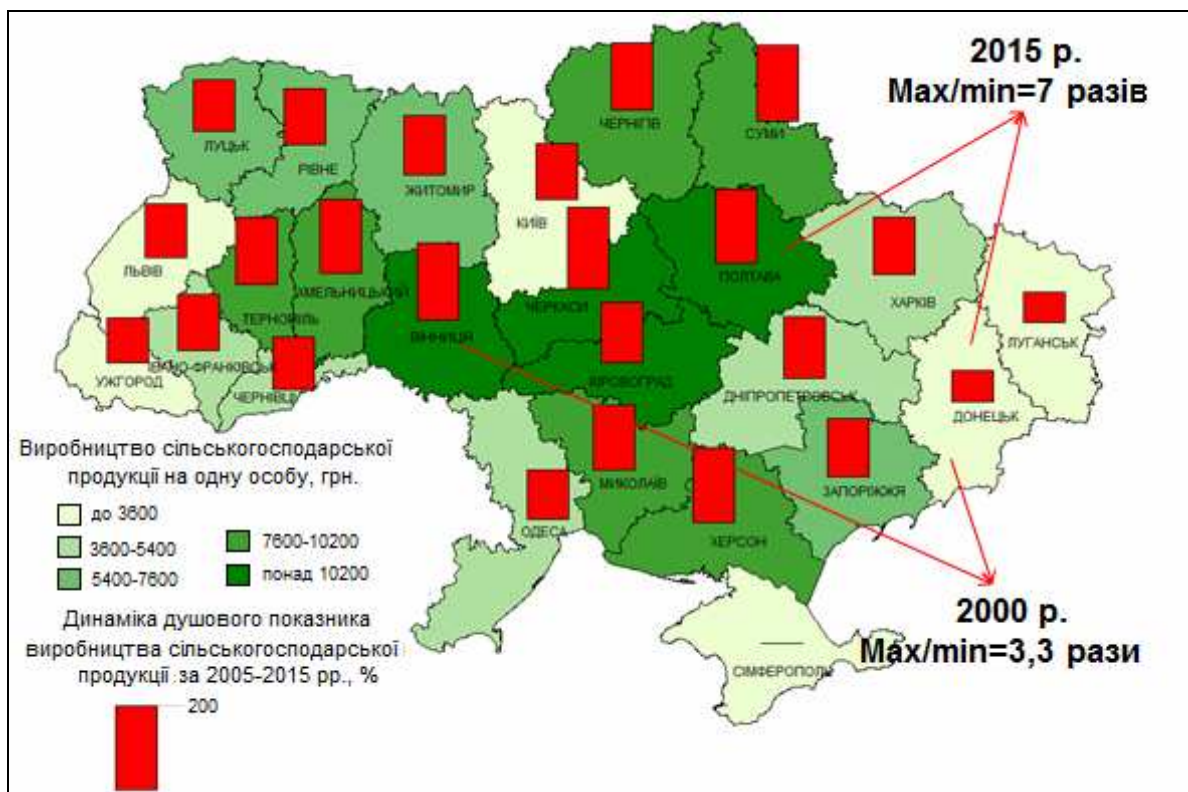 2015 р.
Max/min=7 разів
ЧЕРНІГІВ
СУМИ
ЛУЦЬК
РІВНЕ
ЖИТОМИР
КИЇВ
ЛЬВІВ
ТЕРНОПІЛЬ
ХМЕЛЬНИЦЬКИЙ
ВІННИЦЯ
ЧЕРКАСИ
ПОЛТАВА
ХАРКІВ
ЛУГАНСЬК
УЖГОРОД
ІВАНО-ФРАНКІВСЬК
ЧЕРНІВЦІ
КІРОВОГРАД
ДНІПРОПЕТРОВСЬК
ДОНЕЦЬК
ОДЕСА
МИКОЛАЇВ
ХЕРСОН
ЗАПОРІЖЖЯ
СІМФЕРОПОЛЬ
2000 р.
Max/min=3,3 рази
Виробництво сільськогосподарської
продукції на одну особу, грн.
до 3600
3600-5400
5400-7600
7600-10200
понад 10200
Динаміка душового показника
виробництва сільськогосподарської
продукції за 2005-2015 рр., %
200